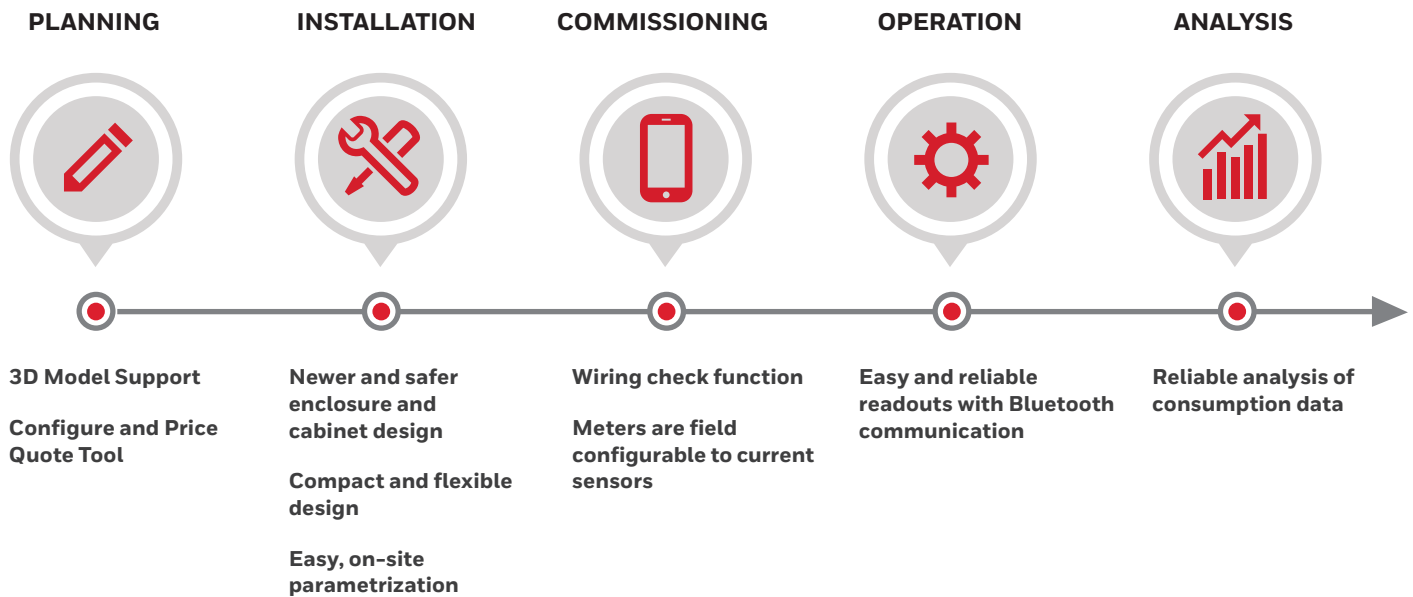 PLANNING
INSTALLATION
COMMISSIONING
OPERATION
ANALYSIS
3D Model Support
Configure and Price
Quote Tool
Newer and safer
enclosure and
cabinet design
Compact and flexible
design
Easy, on-site
parametrization
Wiring check function
Meters are field
configurable to current
sensors
Easy and reliable
readouts with Bluetooth
communication
Reliable analysis of
consumption data